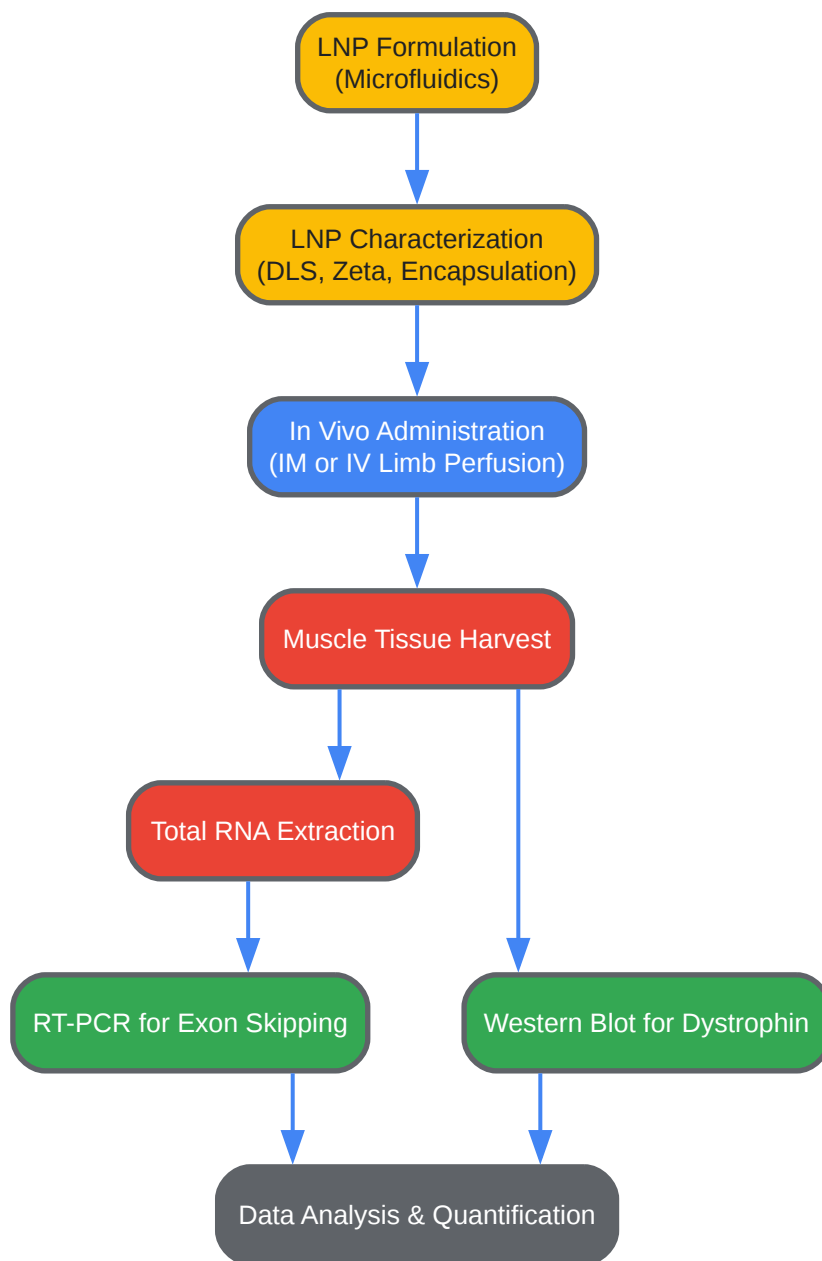 LNP Formulation
(Microfluidics)
LNP Characterization
(DLS, Zeta, Encapsulation)
In Vivo Administration
(IM or IV Limb Perfusion)
Muscle Tissue Harvest
Total RNA Extraction
RT-PCR for Exon Skipping
Western Blot for Dystrophin
Data Analysis & Quantification